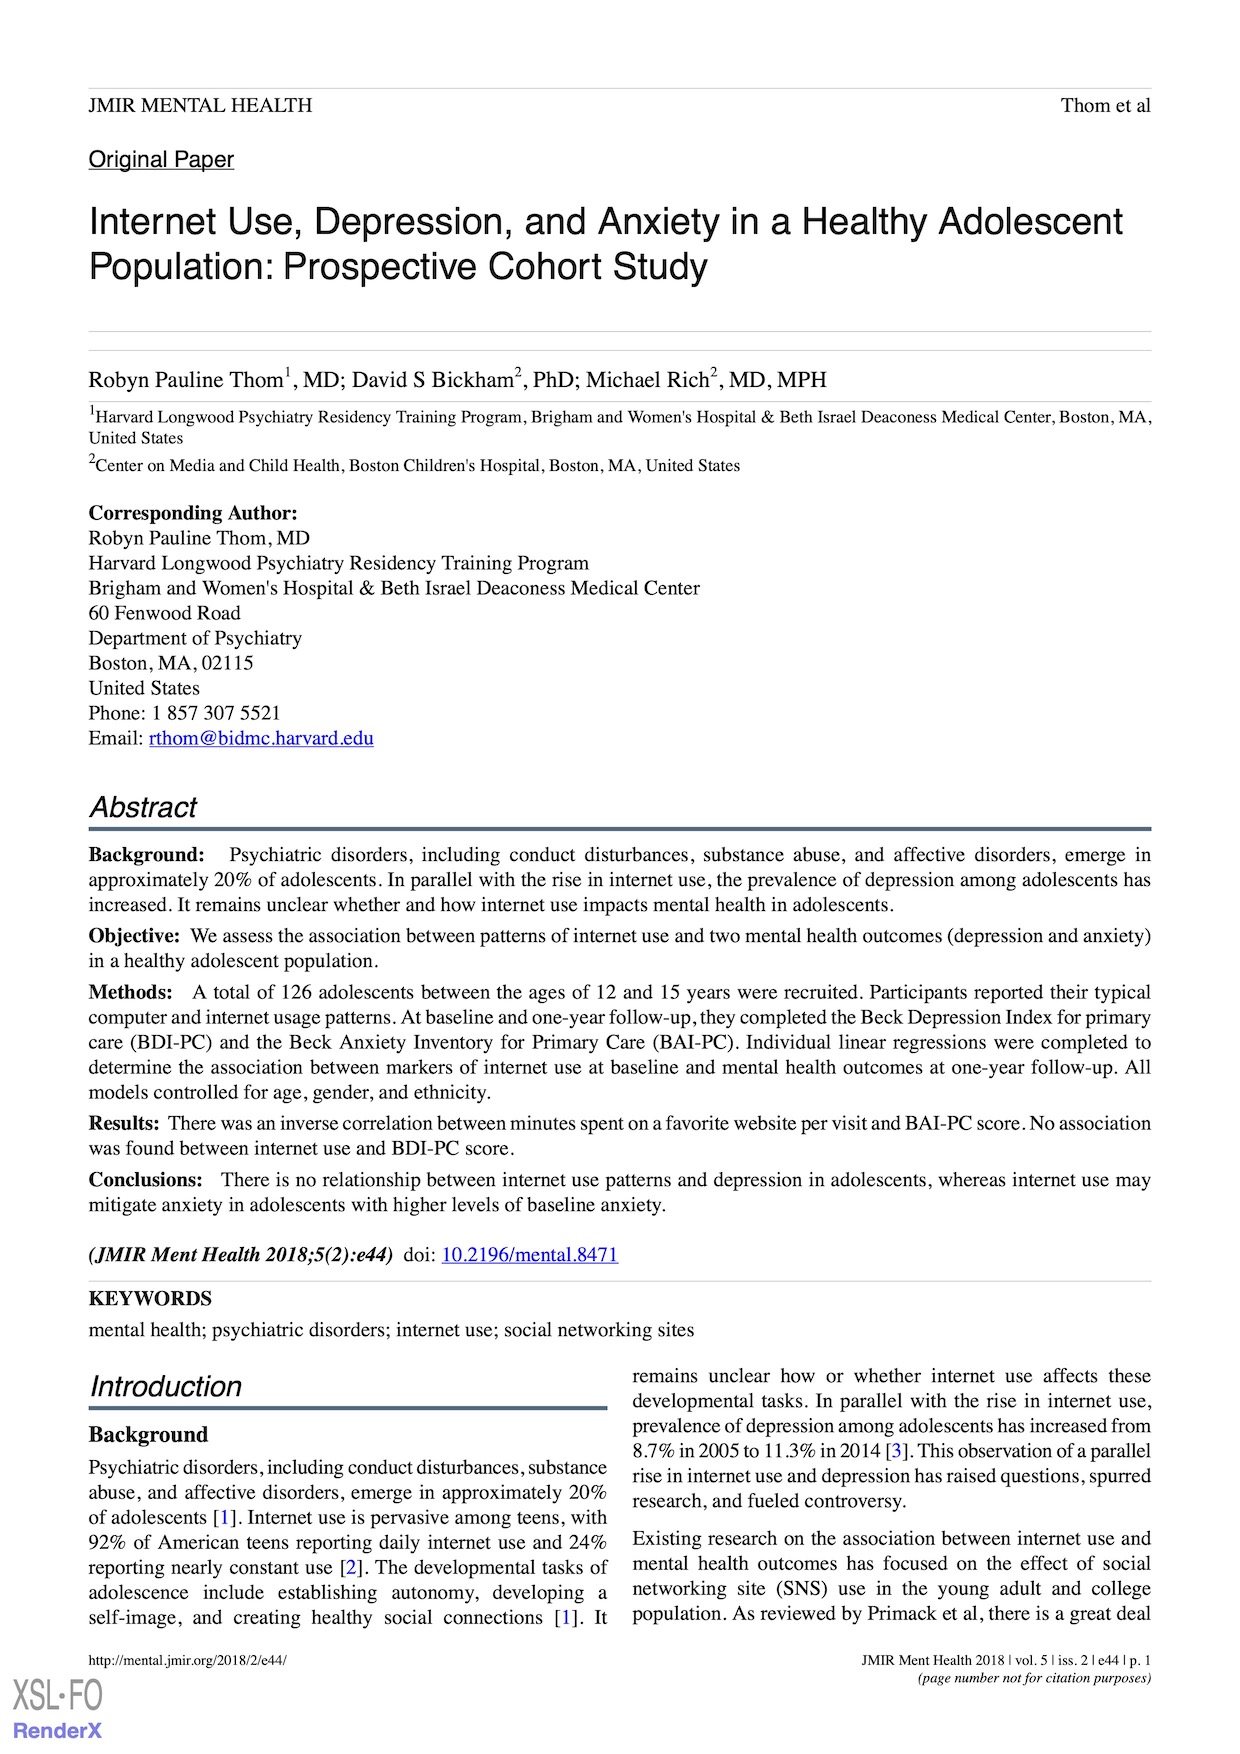 JMIR MENTAL HEALTH
Thom et al
Original Paper
Internet Use, Depression, and Anxiety in a Healthy Adolescent
Population: Prospective Cohort Study
Robyn Pauline Thom1, MD; David S Bickham2, PhD; Michael Rich2, MD, MPH
1Harvard Longwood Psychiatry Residency Training Program, Brigham and Women's Hospital & Beth Israel Deaconess Medical Center, Boston, MA,
United States
2Center on Media and Child Health, Boston Children's Hospital, Boston, MA, United States
Corresponding Author:
Robyn Pauline Thom, MD
Harvard Longwood Psychiatry Residency Training Program
Brigham and Women's Hospital & Beth Israel Deaconess Medical Center
60 Fenwood Road
Department of Psychiatry
Boston, MA, 02115
United States
Phone: 1 857 307 5521
Email: rthom@bidmc.harvard.edu
Abstract
Background: Psychiatric disorders, including conduct disturbances, substance abuse, and affective disorders, emerge in
approximately 20% of adolescents. In parallel with the rise in internet use, the prevalence of depression among adolescents has
increased. It remains unclear whether and how internet use impacts mental health in adolescents.
Objective: We assess the association between patterns of internet use and two mental health outcomes (depression and anxiety)
in a healthy adolescent population.
Methods: A total of 126 adolescents between the ages of 12 and 15 years were recruited. Participants reported their typical
computer and internet usage patterns. At baseline and one-year follow-up, they completed the Beck Depression Index for primary
care (BDI-PC) and the Beck Anxiety Inventory for Primary Care (BAI-PC). Individual linear regressions were completed to
determine the association between markers of internet use at baseline and mental health outcomes at one-year follow-up. All
models controlled for age, gender, and ethnicity.
Results: There was an inverse correlation between minutes spent on a favorite website per visit and BAI-PC score. No association
was found between internet use and BDI-PC score.
Conclusions: There is no relationship between internet use patterns and depression in adolescents, whereas internet use may
mitigate anxiety in adolescents with higher levels of baseline anxiety.
(JMIR Ment Health 2018;5(2):e44) doi: 10.2196/mental.8471
KEYWORDS
mental health; psychiatric disorders; internet use; social networking sites
Introduction
Background
Psychiatric disorders, including conduct disturbances, substance
abuse, and affective disorders, emerge in approximately 20%
of adolescents [1]. Internet use is pervasive among teens, with
92% of American teens reporting daily internet use and 24%
reporting nearly constant use [2]. The developmental tasks of
adolescence include establishing autonomy, developing a
self-image, and creating healthy social connections [1]. It
remains unclear how or whether internet use affects these
developmental tasks. In parallel with the rise in internet use,
prevalence of depression among adolescents has increased from
8.7% in 2005 to 11.3% in 2014 [3]. This observation of a parallel
rise in internet use and depression has raised questions, spurred
research, and fueled controversy.
Existing research on the association between internet use and
mental health outcomes has focused on the effect of social
networking site (SNS) use in the young adult and college
population. As reviewed by Primack et al, there is a great deal
http://mental.jmir.org/2018/2/e44/
JMIR Ment Health 2018 | vol. 5 | iss. 2 | e44 | p. 1
(page number not for citation purposes)
XSL•FO
RenderX